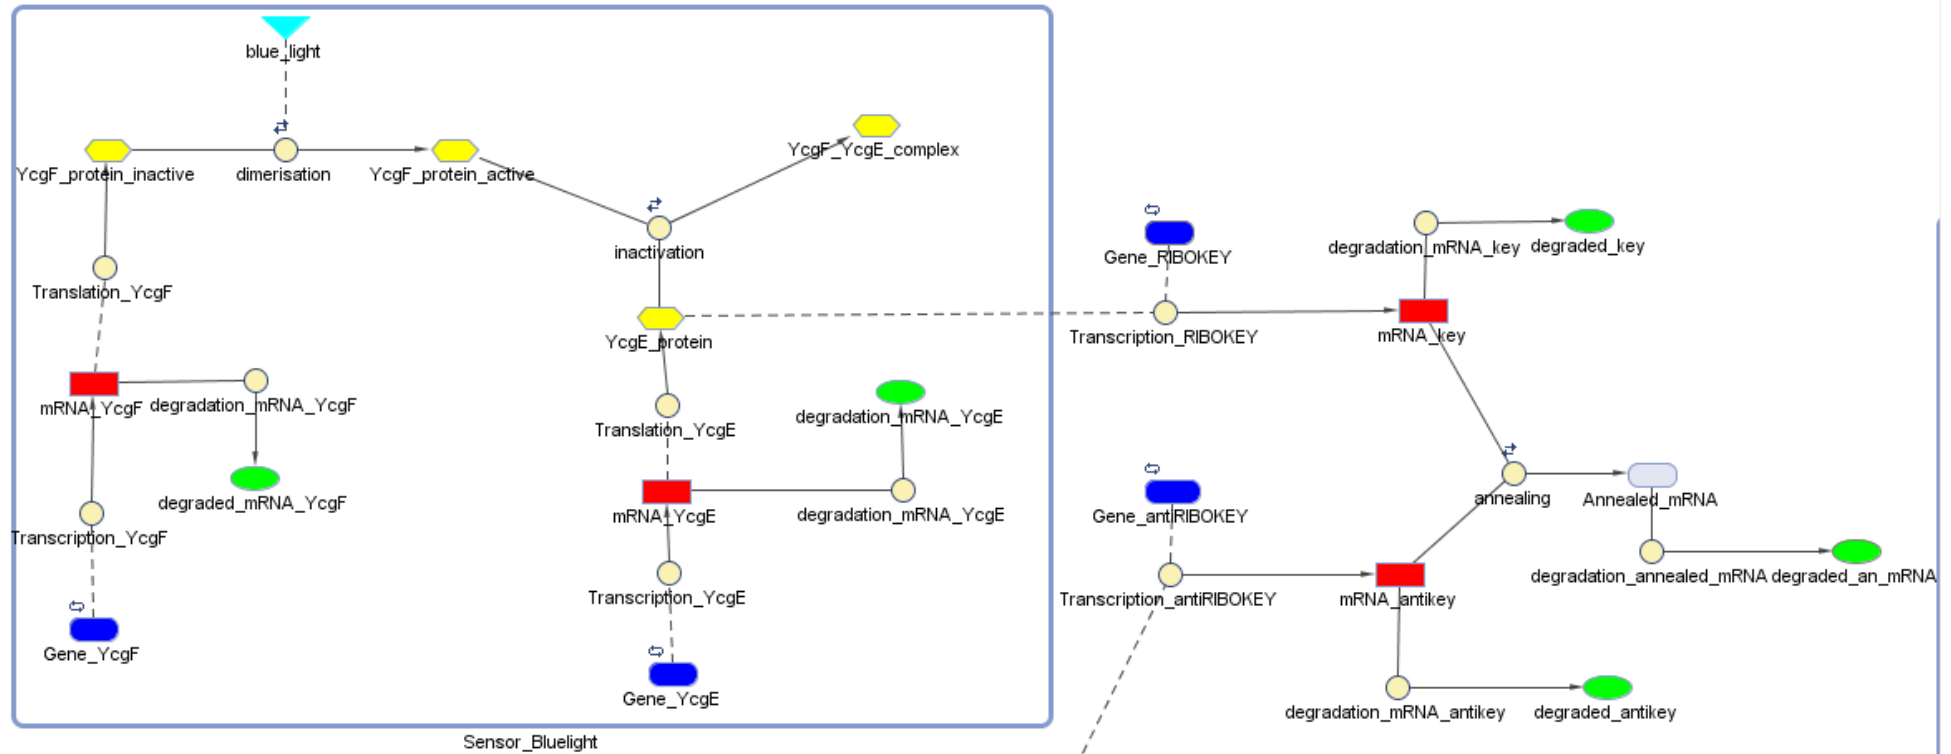 blue_light
YcgF_YcgE_complex
YcgF_protein_inactive
dimerisation
YcgF_protein_active
inactivation
Gene_RIBOKEY
degradation_mRNA_key
degraded_key
Translation_YcgF
YcgE_protein
Transcription_RIBOKEY
mRNA_key
mRNA_YcgF
degradation_mRNA_YcgF
Translation_YcgE
degradation_mRNA_YcgE
degraded_mRNA_YcgF
mRNA_YcgE
degradation_mRNA_YcgE
Gene_antiRIBOKEY
annealing
Annealed_mRNA
Transcription_YcgF
Transcription_YcgE
Transcription_antiRIBOKEY
mRNA_antikey
degradation_annealed_mRNA
degraded_an_mRNA
Gene_YcgF
Gene_YcgE
degradation_mRNA_antikey
degraded_antikey
Sensor_Bluelight